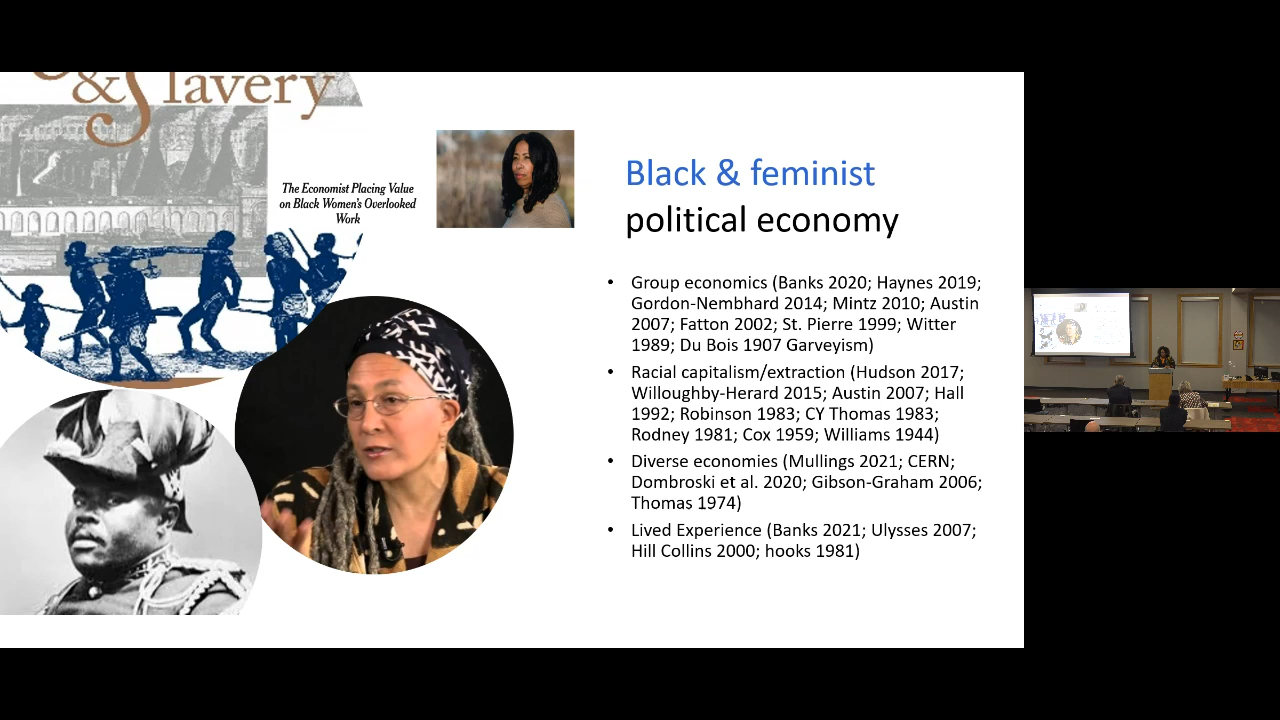 & Slavery
The Economist Placing Value
on Black Women's Overlooked
Work
Black & feminist
political economy
• Group economics (Banks 2020; Haynes 2019;
Gordon-Nembhard 2014; Mintz 2010; Austin
2007; Fatton 2002; St. Pierre 1999; Witter
1989; Du Bois 1907 Garveyism)
• Racial capitalism/extraction (Hudson 2017;
Willoughby-Herard 2015; Austin 2007; Hall
1992; Robinson 1983; CY Thomas 1983;
Rodney 1981; Cox 1959; Williams 1944)
• Diverse economies (Mullings 2021; CERN;
Dombroski et al. 2020; Gibson-Graham 2006;
Thomas 1974)
• Lived Experience (Banks 2021; Ulysses 2007;
Hill Collins 2000; hooks 1981)